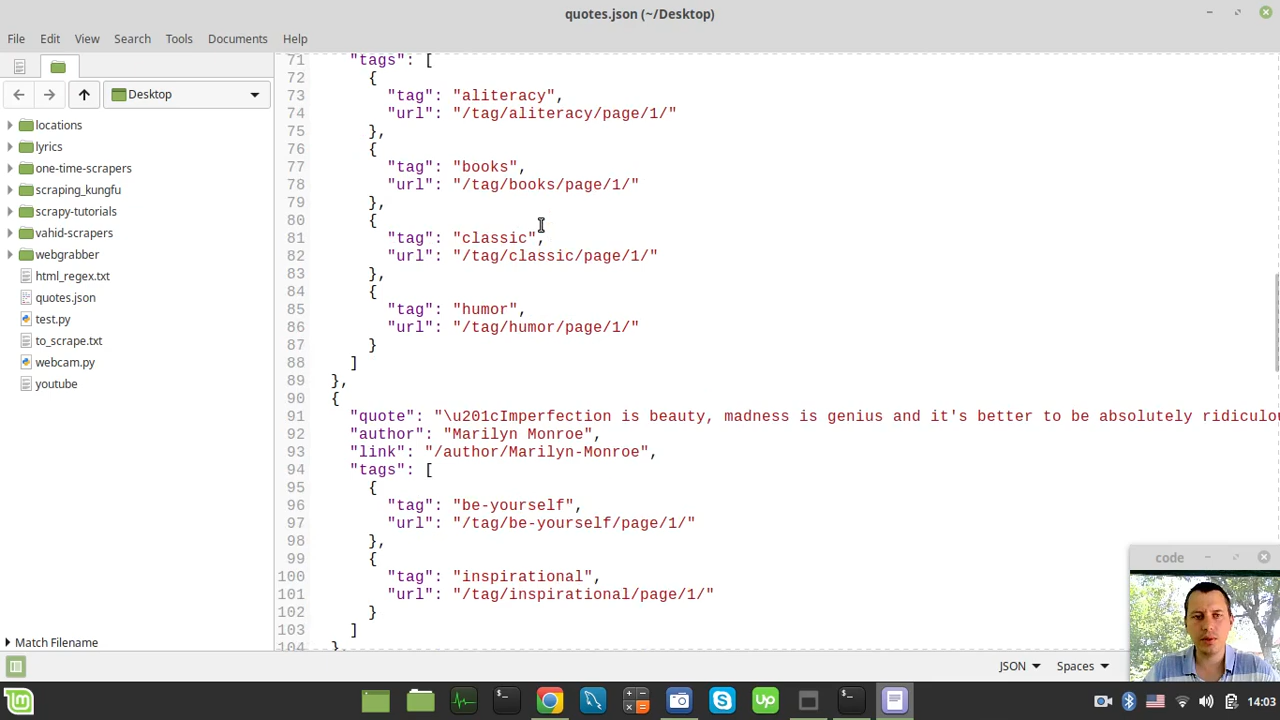 quotes.json (~/Desktop)
File Edit View Search Tools Documents Help
Desktop
locations
lyrics
one-time-scrapers
scraping_kungfu
scrapy-tutorials
vahid-scrapers
webgrabber
html_regex.txt
quotes.json
test.py
to_scrape.txt
webcam.py
youtube
Match Filename
71 "tags": [
72 {
73 "tag": "aliteracy",
74 "url": "/tag/aliteracy/page/1/"
75 },
76 {
77 "tag": "books",
78 "url": "/tag/books/page/1/"
79 },
80 {
81 "tag": "classic",
82 "url": "/tag/classic/page/1/"
83 },
84 {
85 "tag": "humor",
86 "url": "/tag/humor/page/1/"
87 }
88 ]
89 },
90 {
91 "quote": "\u201cImperfection is beauty, madness is genius and it's better to be absolutely ridiculou
92 "author": "Marilyn Monroe",
93 "link": "/author/Marilyn-Monroe",
94 "tags": [
95 {
96 "tag": "be-yourself",
97 "url": "/tag/be-yourself/page/1/"
98 },
99 {
100 "tag": "inspirational",
101 "url": "/tag/inspirational/page/1/"
102 }
103 ]
104 },
code
JSON Spaces
14:03